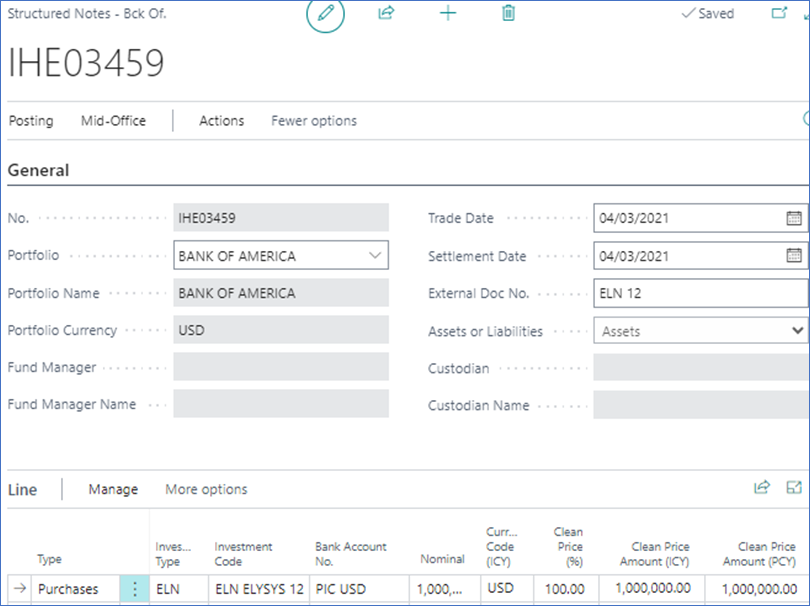 Structured Notes - Bck Of.
Saved
IHE03459
Posting Mid-Office Actions Fewer options
General
No. IHE03459 Trade Date 04/03/2021
Portfolio BANK OF AMERICA Settlement Date 04/03/2021
Portfolio Name BANK OF AMERICA External Doc No. ELN 12
Portfolio Currency USD Assets or Liabilities Assets
Fund Manager Custodian
Fund Manager Name Custodian Name
Line Manage More options
Type Inves... Type Investment Code Bank Account No. Nominal Curr... Code (ICY) Clean Price (%) Clean Price Amount (ICY) Clean Price Amount (PCY)
Purchases ELN ELN ELYSYS 12 PIC USD 1,000,... USD 100.00 1,000,000.00 1,000,000.00